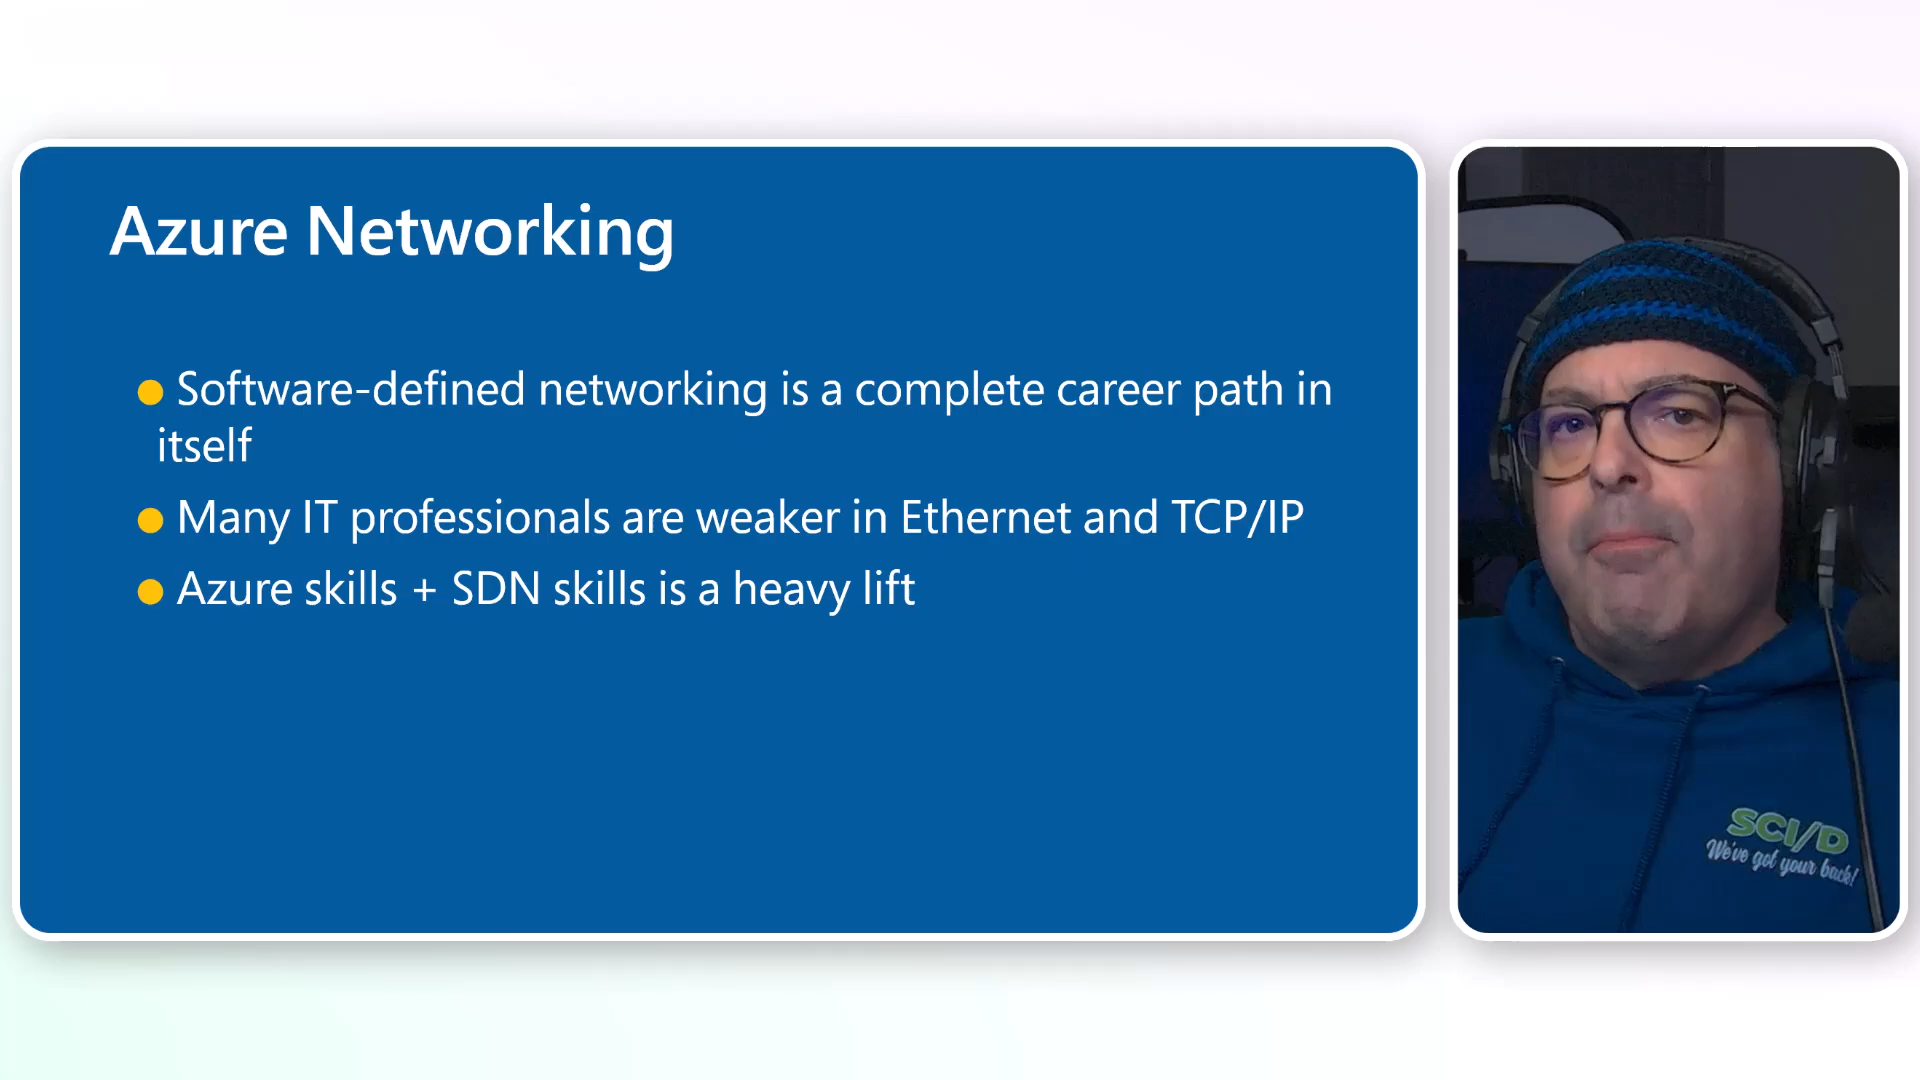 Azure Networking
Software-defined networking is a complete career path in
itself
Many IT professionals are weaker in Ethernet and TCP/IP
Azure skills + SDN skills is a heavy lift
SCI/D
We've got your back!